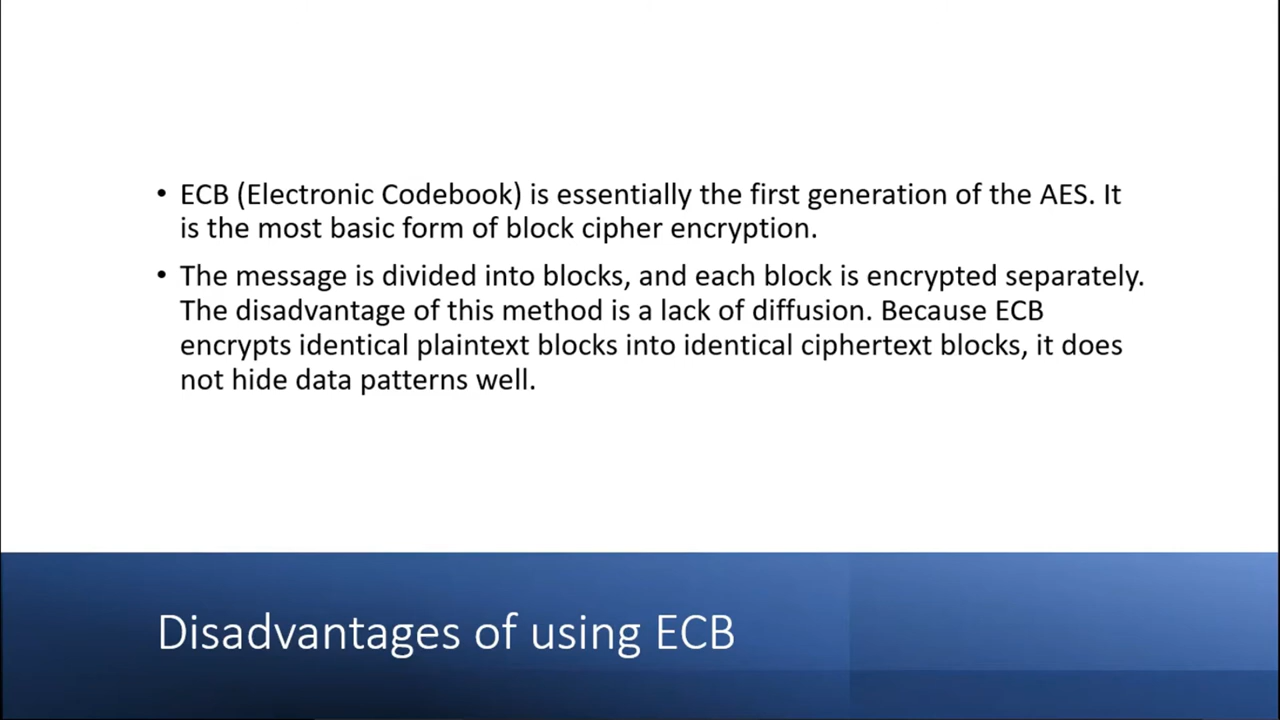 • ECB (Electronic Codebook) is essentially the first generation of the AES. It
is the most basic form of block cipher encryption.
• The message is divided into blocks, and each block is encrypted separately.
The disadvantage of this method is a lack of diffusion. Because ECB
encrypts identical plaintext blocks into identical ciphertext blocks, it does
not hide data patterns well.
Disadvantages of using ECB